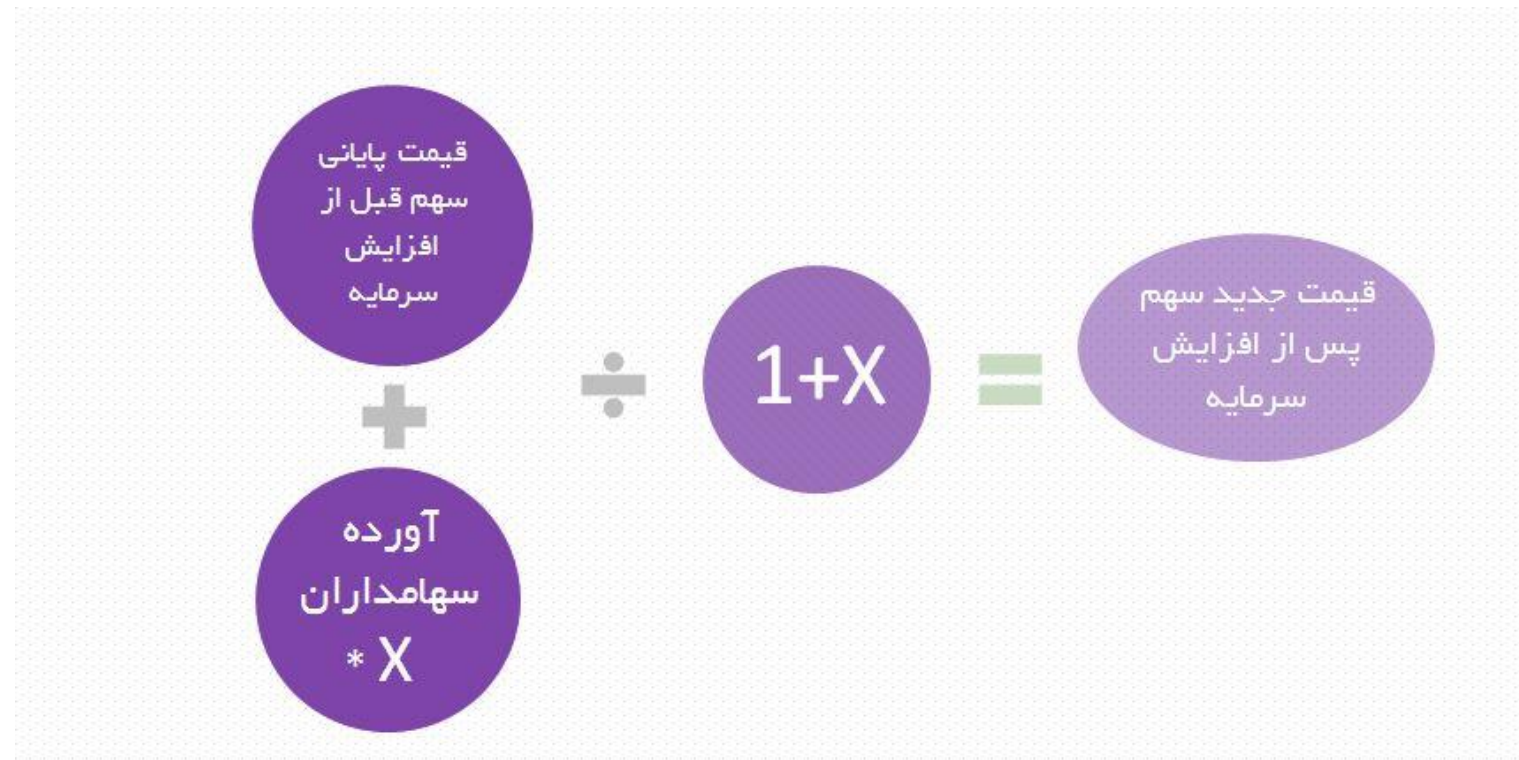 قیمت پایانی
سهم قبل از
افزایش
سرمایه
+
آورده
سهامداران
* X
÷
1+X
=
قیمت جدید سهم
پس از افزایش
سرمایه